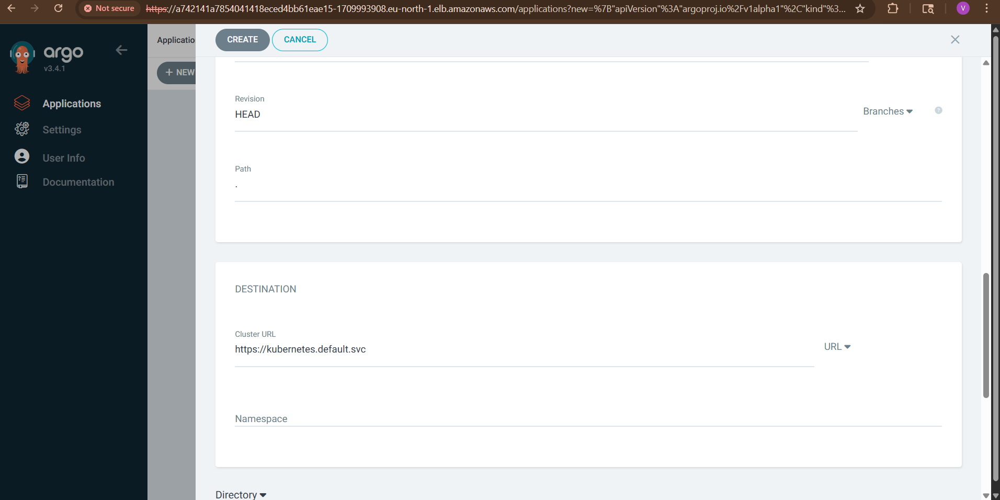 Not secure
https://a742141a7854041418eced4bb61eae15-1709993908.eu-north-1.elb.amazonaws.com/applications?new=%7B"apiVersion"%3A"argoproj.io%2Fv1alpha1"%2C"kind"%3...
V
argo
v3.4.1
Applications
Settings
User Info
Documentation
Applicatio
+ NEW
CREATE
CANCEL
Revision
HEAD
Branches
?
Path
.
DESTINATION
Cluster URL
https://kubernetes.default.svc
URL
Namespace
Directory